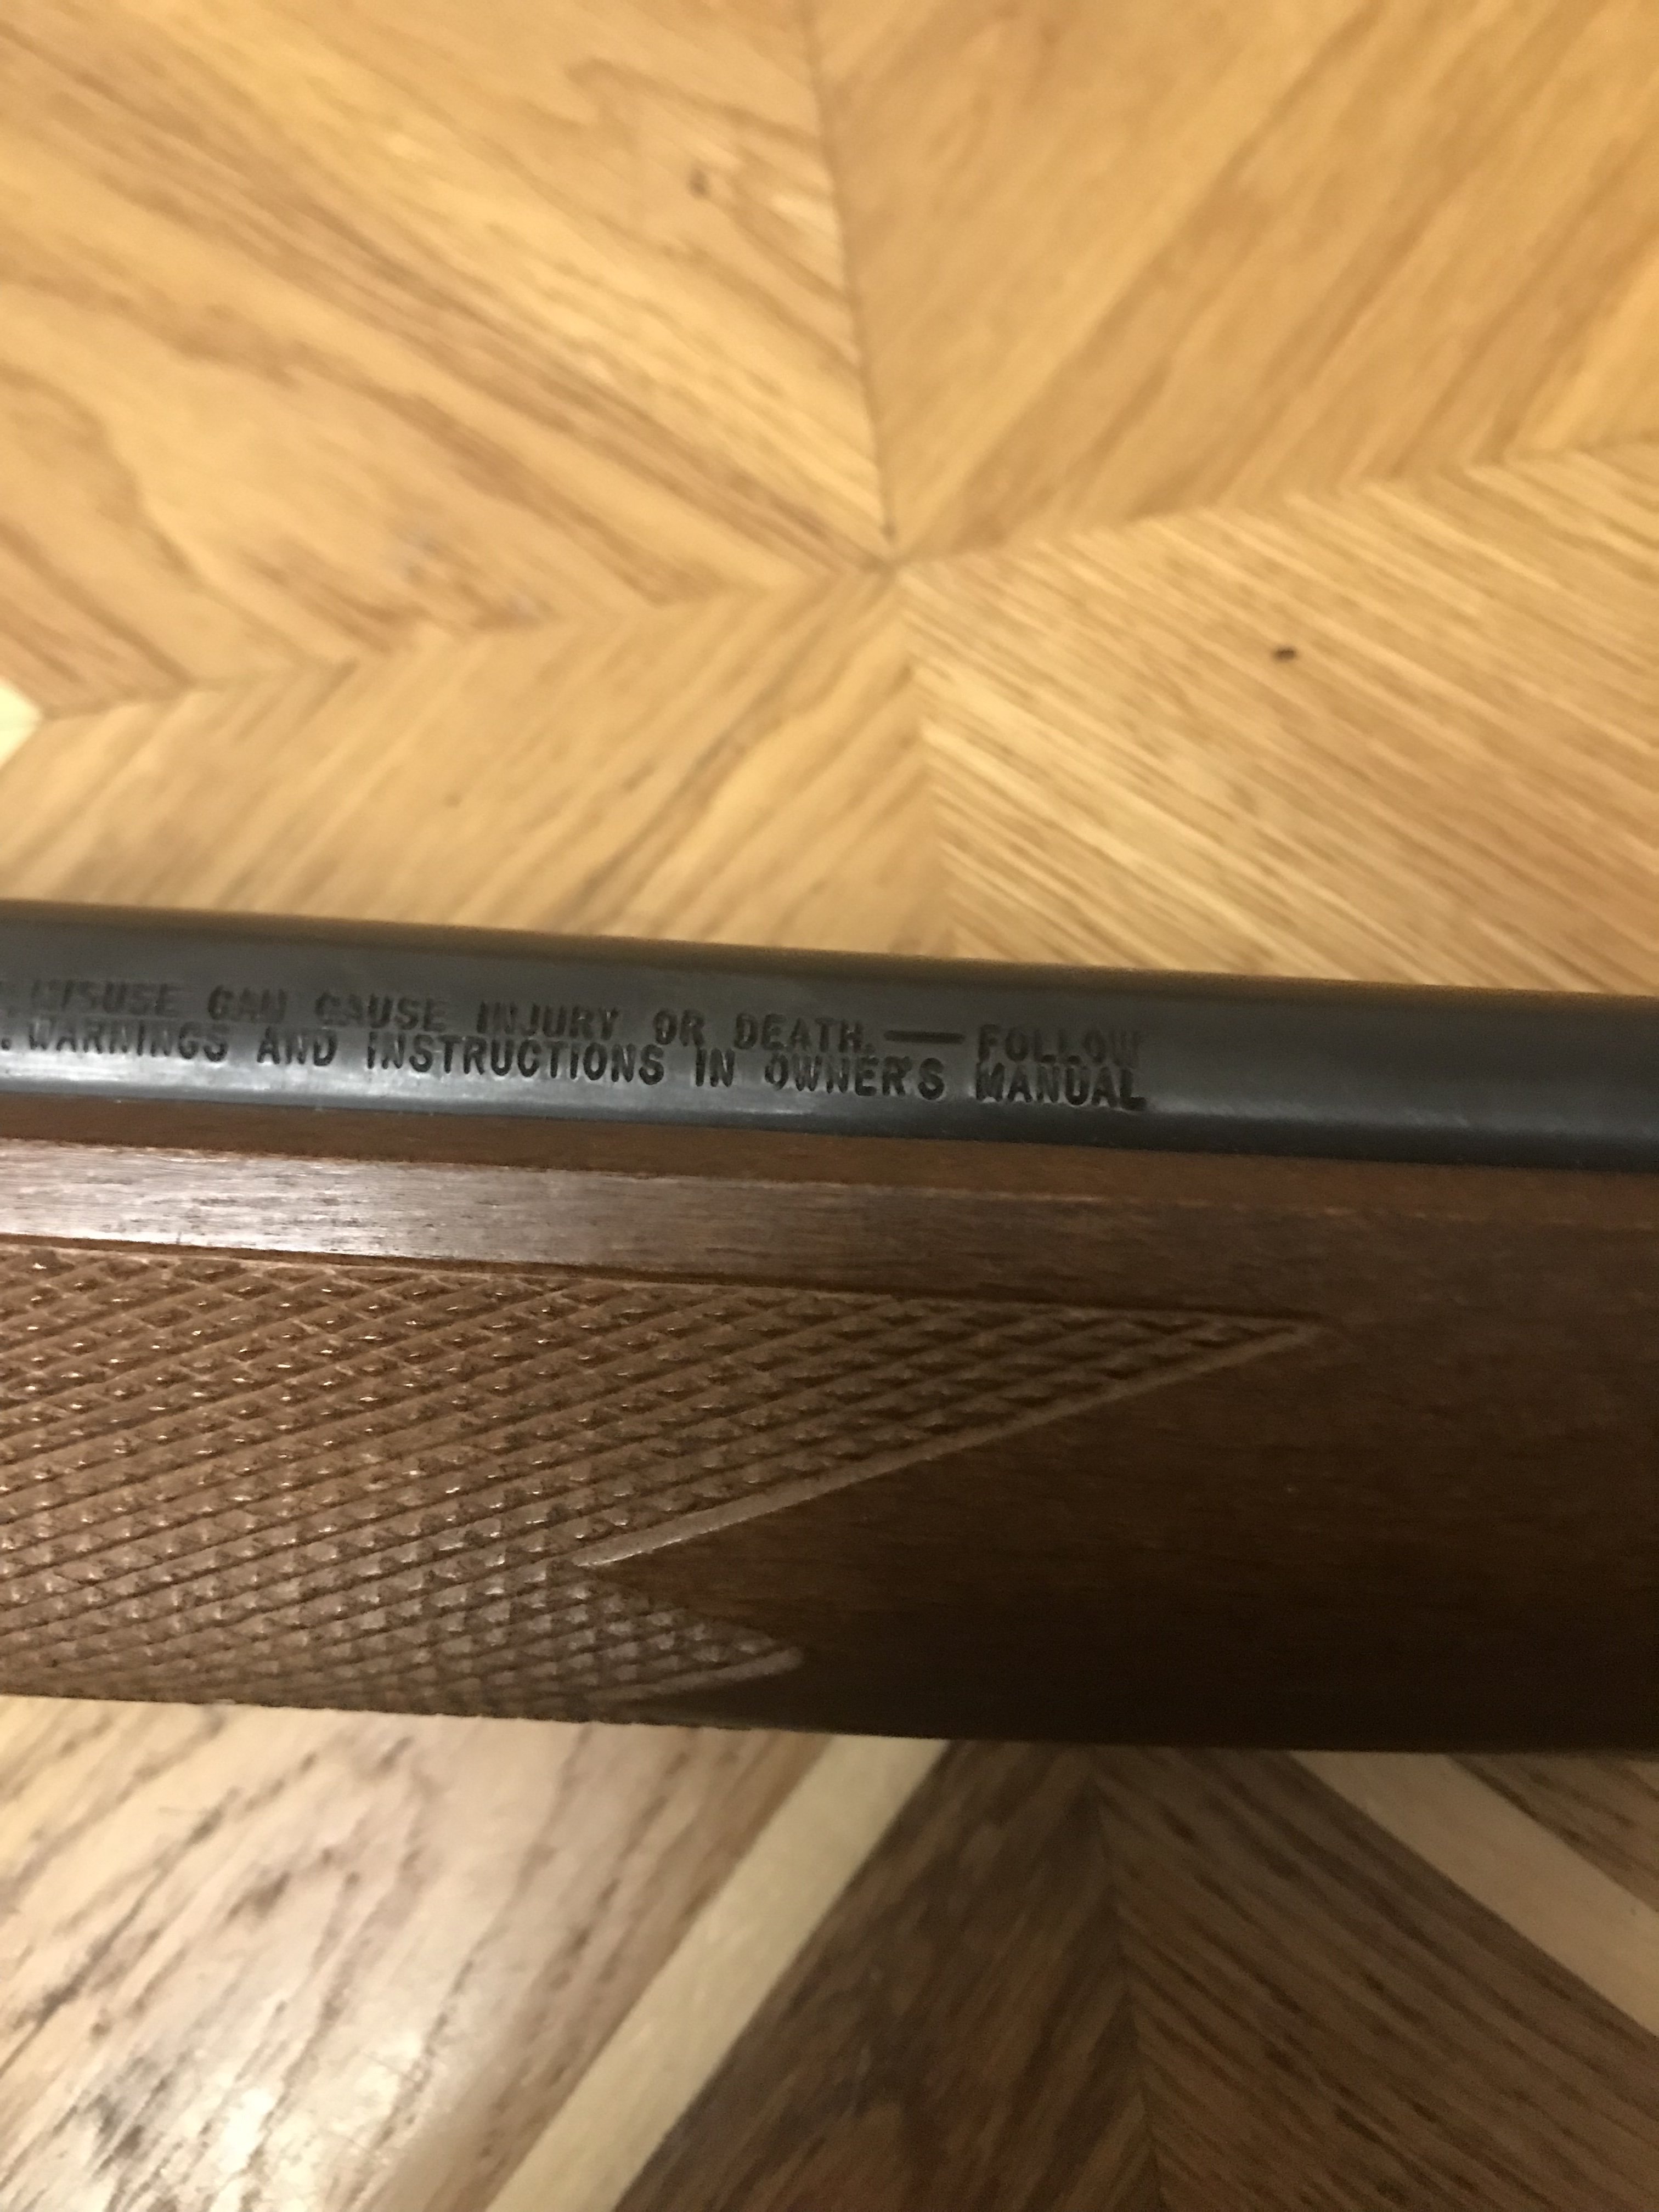 MISUSE CAN CAUSE INJURY OR DEATH.— FOLLOW
. WARNINGS AND INSTRUCTIONS IN OWNER'S MANUAL